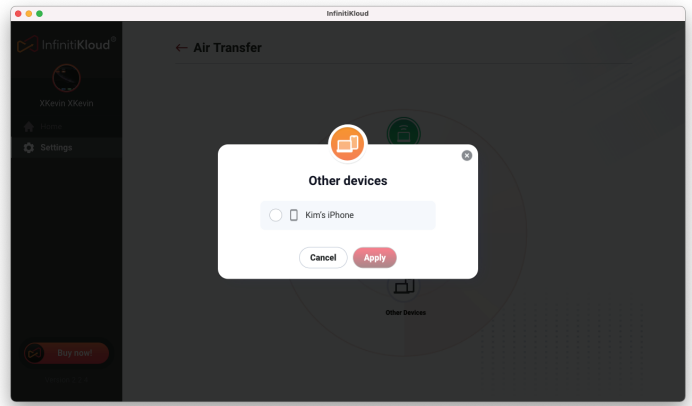 InfinitiKloud
InfinitiKloud®
← Air Transfer
XKevin XKevin
Home
Settings
Other devices
Kim's iPhone
Cancel
Apply
Other Devices
Buy now!